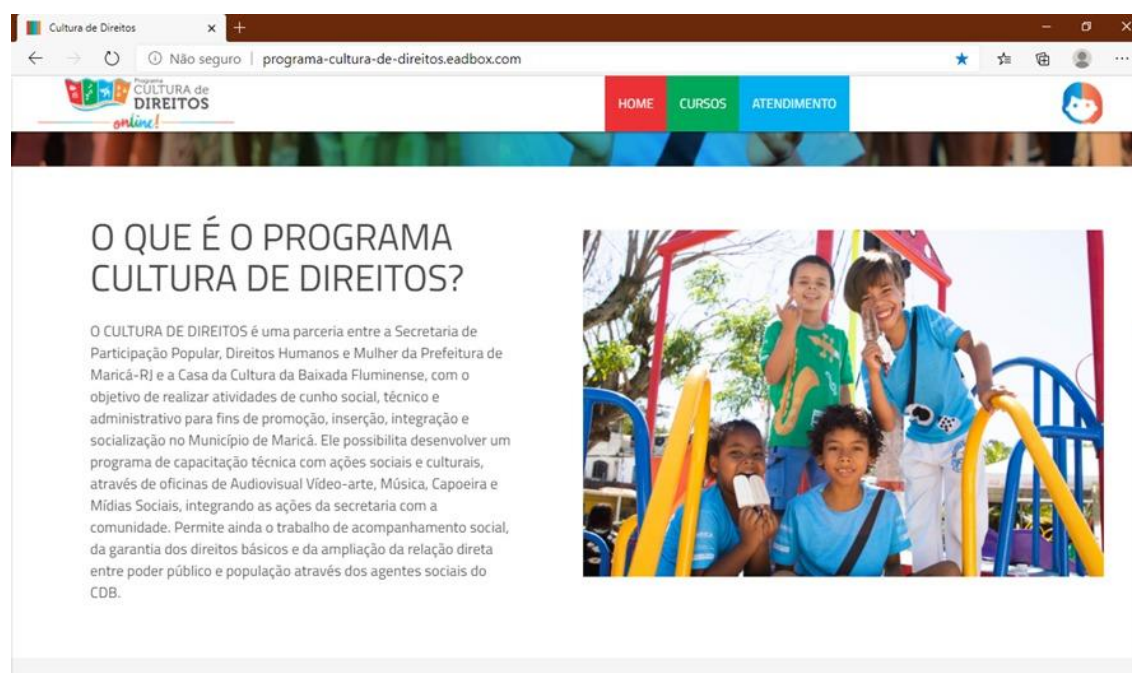 Cultura de Direitos
Não seguro
programa-cultura-de-direitos.eadbox.com
Programa
CULTURA de
DIREITOS
online!
HOME
CURSOS
ATENDIMENTO
O QUE É O PROGRAMA
CULTURA DE DIREITOS?
O CULTURA DE DIREITOS é uma parceria entre a Secretaria de
Participação Popular, Direitos Humanos e Mulher da Prefeitura de
Maricá-RJ e a Casa da Cultura da Baixada Fluminense, com o
objetivo de realizar atividades de cunho social, técnico e
administrativo para fins de promoção, inserção, integração e
socialização no Município de Maricá. Ele possibilita desenvolver um
programa de capacitação técnica com ações sociais e culturais,
através de oficinas de Audiovisual Vídeo-arte, Música, Capoeira e
Mídias Sociais, integrando as ações da secretaria com a
comunidade. Permite ainda o trabalho de acompanhamento social,
da garantia dos direitos básicos e da ampliação da relação direta
entre poder público e população através dos agentes sociais do
CDB.